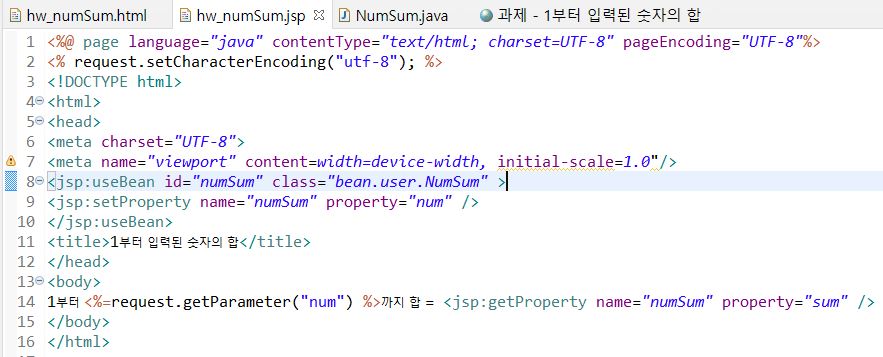 hw_numSum.html hw_numSum.jsp NumSum.java 과제 - 1부터 입력된 숫자의 합
1 <%@ page language="java" contentType="text/html; charset=UTF-8" pageEncoding="UTF-8"%>
2 <% request.setCharacterEncoding("utf-8"); %>
3 <!DOCTYPE html>
4 <html>
5 <head>
6 <meta charset="UTF-8">
7 <meta name="viewport" content=width=device-width, initial-scale=1.0"/>
8 <jsp:useBean id="numSum" class="bean.user.NumSum" >
9 <jsp:setProperty name="numSum" property="num" />
10 </jsp:useBean>
11 <title>1부터 입력된 숫자의 합</title>
12 </head>
13 <body>
14 1부터 <%=request.getParameter("num") %>까지 합 = <jsp:getProperty name="numSum" property="sum" />
15 </body>
16 </html>